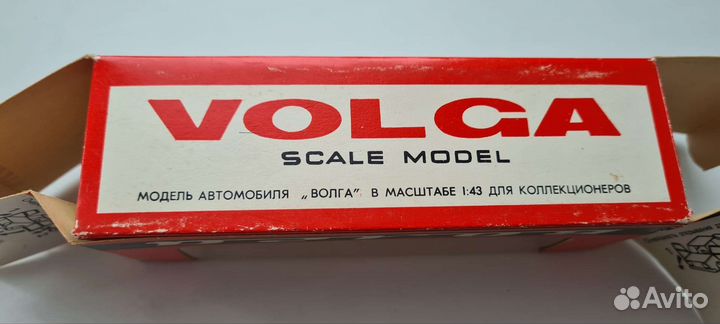 VOLGA
SCALE MODEL
МОДЕЛЬ АВТОМОБИЛЯ „ВОЛГА" В МАСШТАБЕ 1:43 ДЛЯ КОЛЛЕКЦИОНЕРОВ
Avito